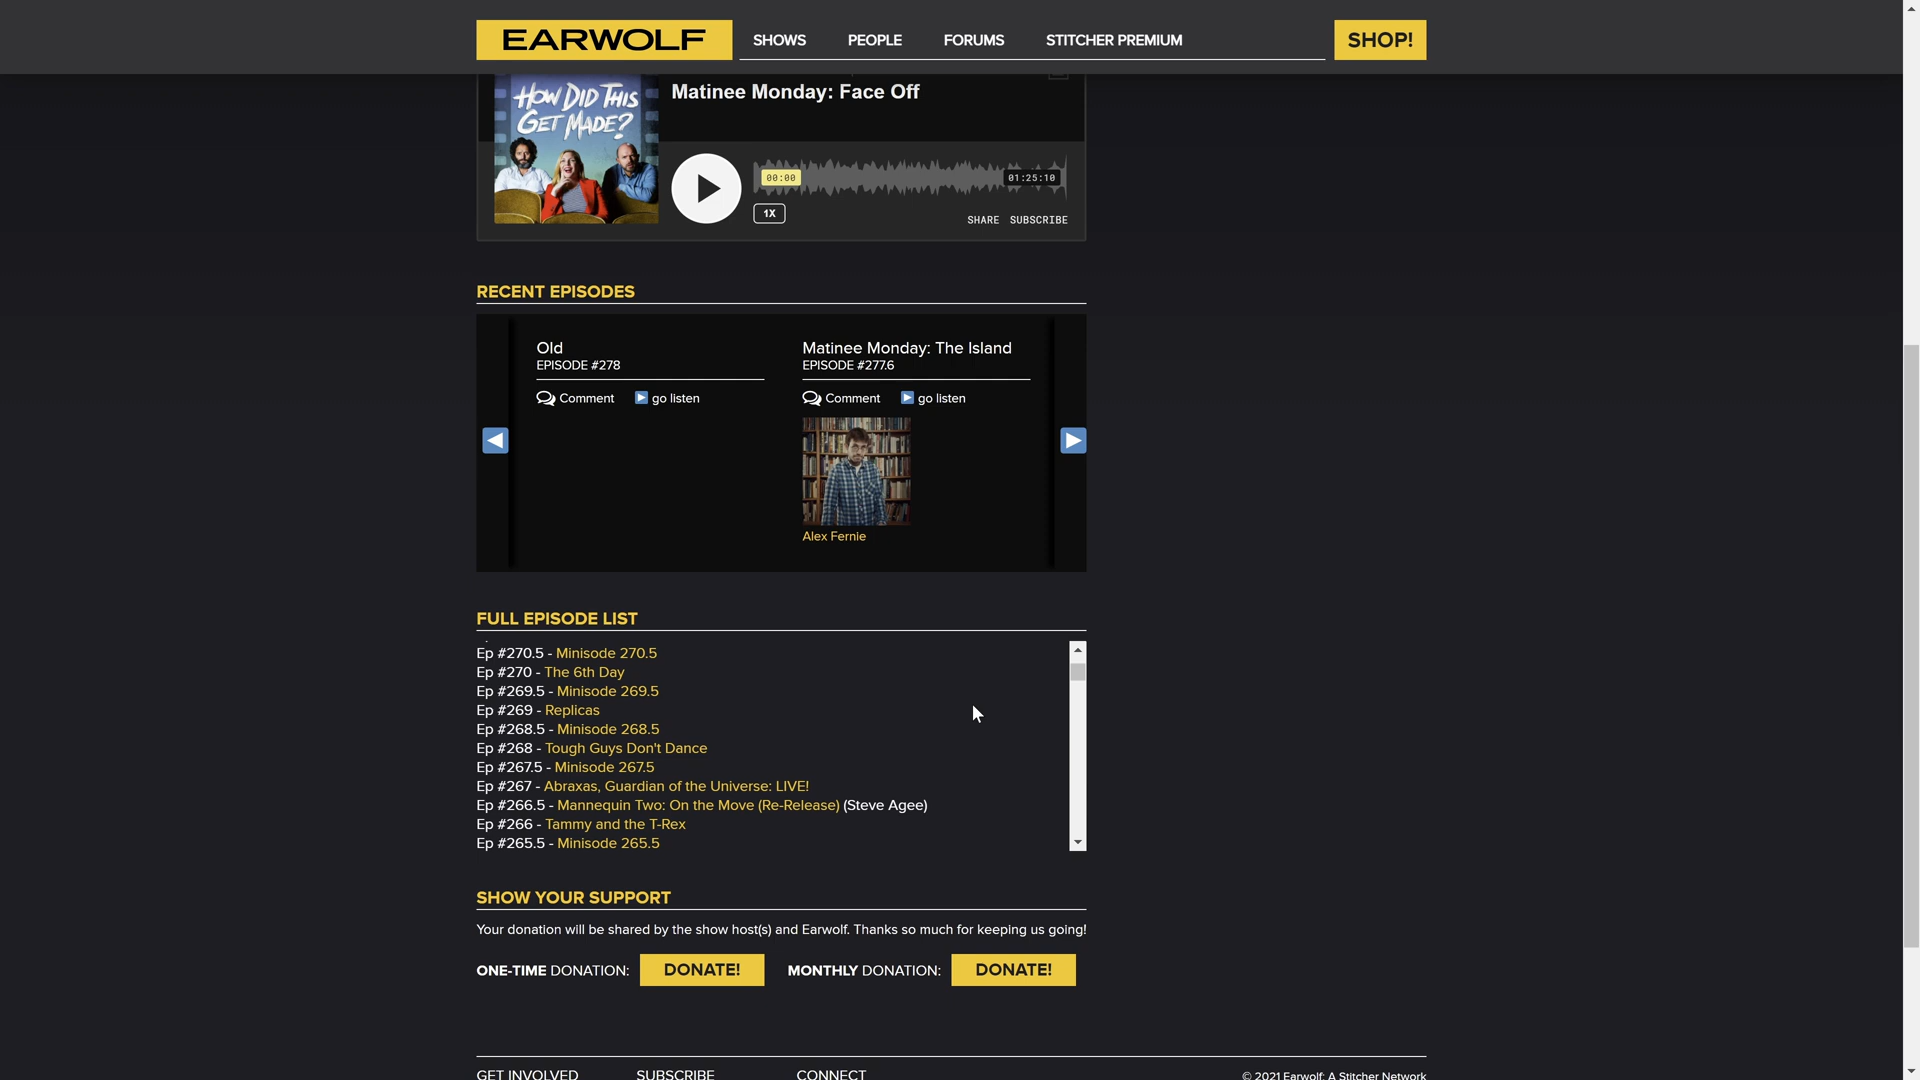 EARWOLF
SHOWS
PEOPLE
FORUMS
STITCHER PREMIUM
SHOP!
HOW DID THIS
GET MADE?
Matinee Monday: Face Off
00:00
01:25:10
1X
SHARE
SUBSCRIBE
RECENT EPISODES
Old
EPISODE #278
Comment
go listen
Matinee Monday: The Island
EPISODE #277.6
Comment
go listen
Alex Fernie
FULL EPISODE LIST
Ep #270.5 - Minisode 270.5
Ep #270 - The 6th Day
Ep #269.5 - Minisode 269.5
Ep #269 - Replicas
Ep #268.5 - Minisode 268.5
Ep #268 - Tough Guys Don't Dance
Ep #267.5 - Minisode 267.5
Ep #267 - Abraxas, Guardian of the Universe: LIVE!
Ep #266.5 - Mannequin Two: On the Move (Re-Release) (Steve Agee)
Ep #266 - Tammy and the T-Rex
Ep #265.5 - Minisode 265.5
SHOW YOUR SUPPORT
Your donation will be shared by the show host(s) and Earwolf. Thanks so much for keeping us going!
ONE-TIME DONATION:
DONATE!
MONTHLY DONATION:
DONATE!
GET INVOLVED
SUBSCRIBE
CONNECT
© 2021 Earwolf: A Stitcher Network